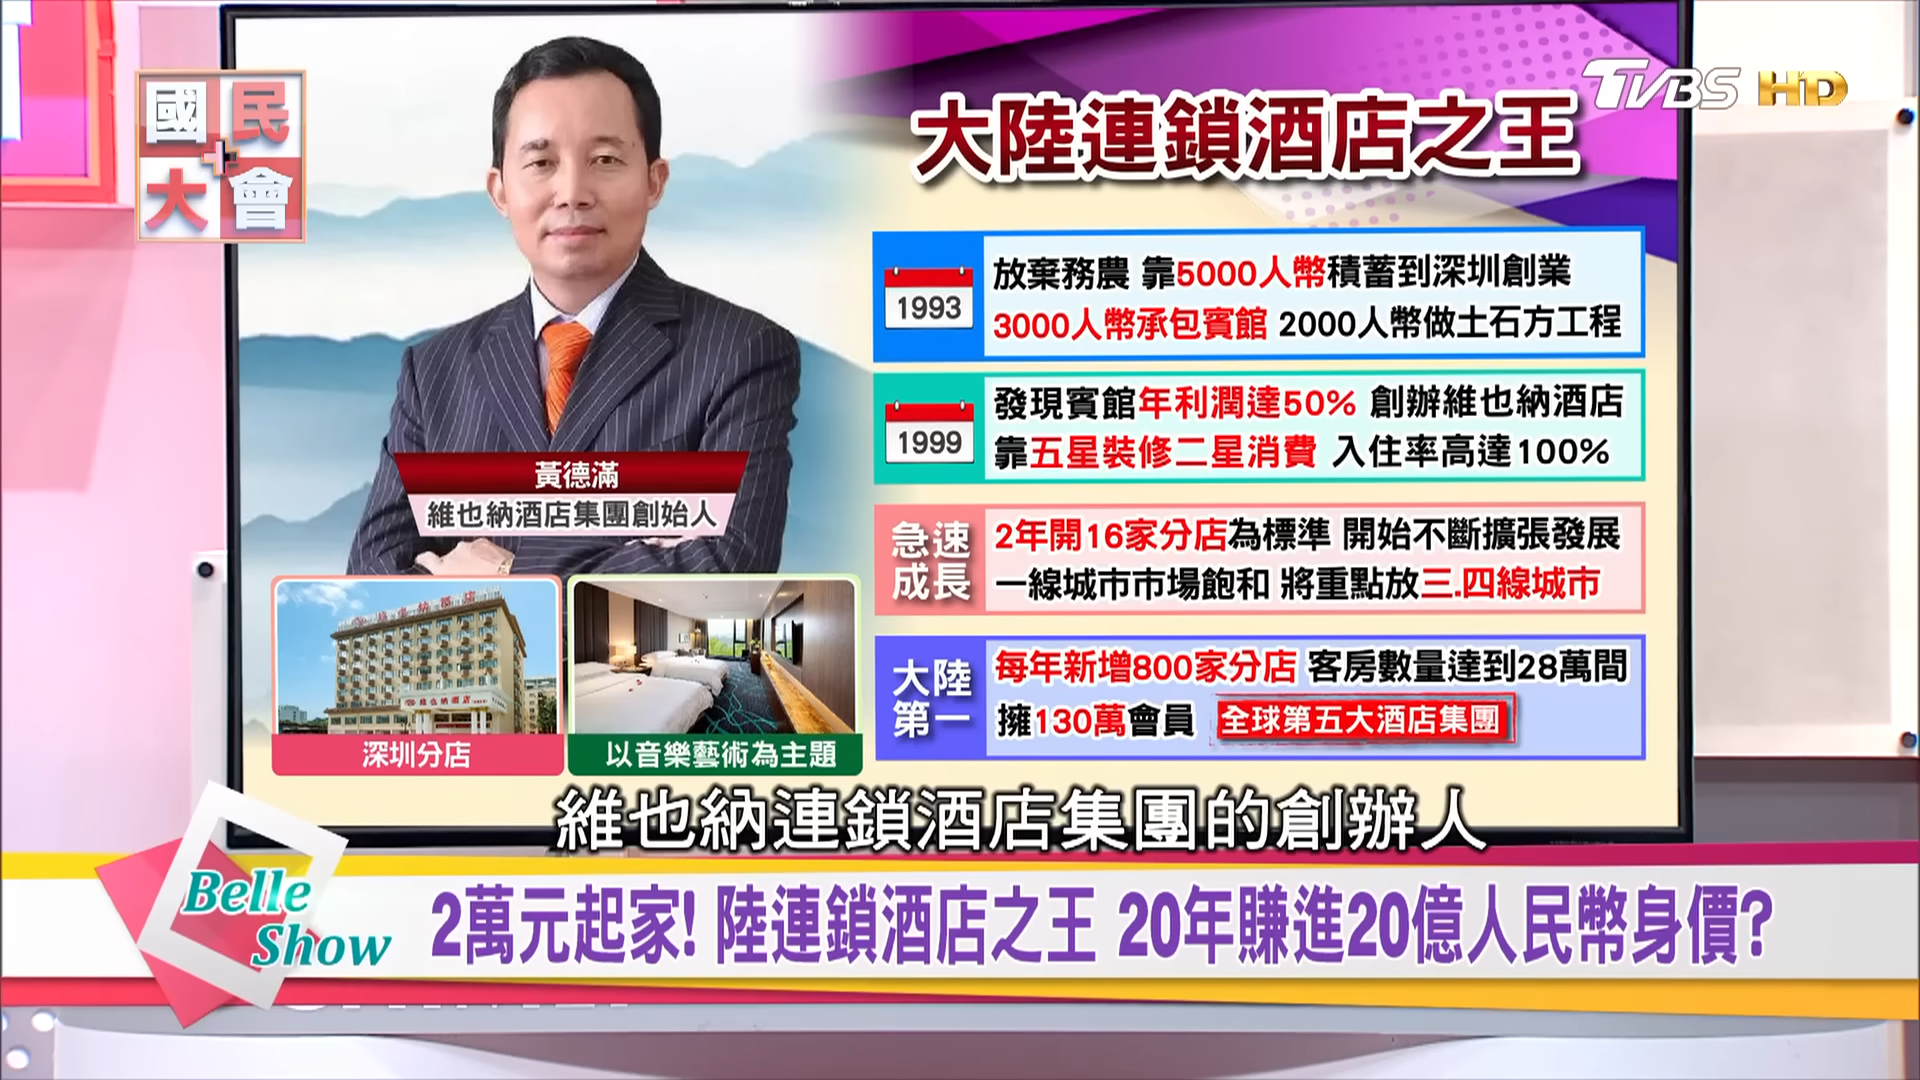 國民
大會
TVBS HD
大陸連鎖酒店之王
1993
放棄務農 靠5000人幣積蓄到深圳創業
3000人幣承包賓館 2000人幣做土石方工程
1999
發現賓館年利潤達50% 創辦維也納酒店
靠五星裝修二星消費 入住率高達100%
急速
成長
2年開16家分店為標準 開始不斷擴張發展
一線城市市場飽和 將重點放三.四線城市
大陸
第一
每年新增800家分店 客房數量達到28萬間
擁130萬會員 全球第五大酒店集團
黃德滿
維也納酒店集團創始人
維也納酒店
維也納酒店
深圳分店
以音樂藝術為主題
維也納連鎖酒店集團的創辦人
Belle
Show
2萬元起家! 陸連鎖酒店之王 20年賺進20億人民幣身價?